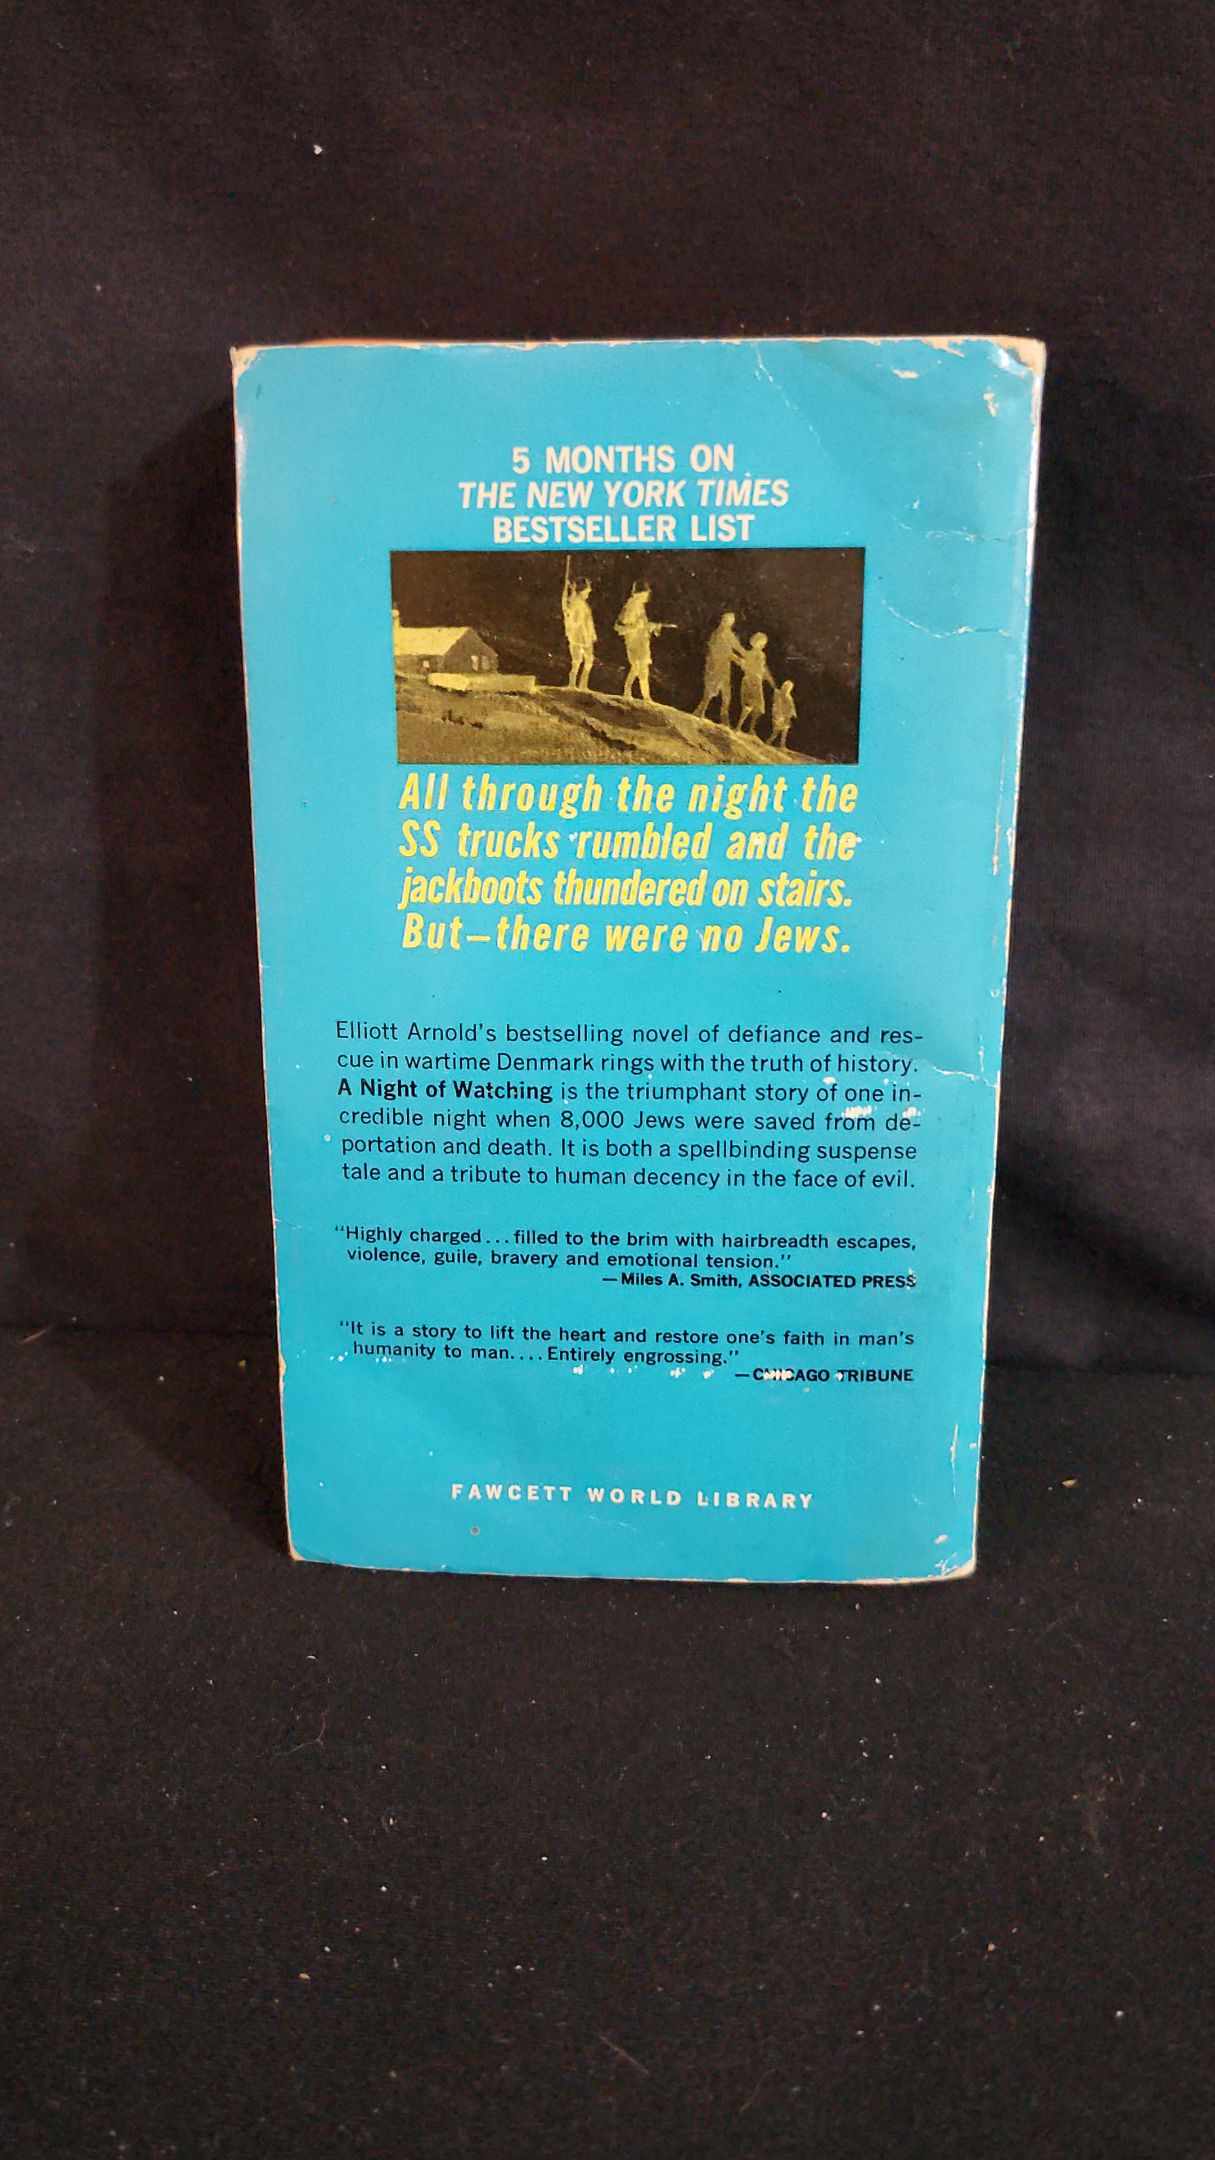 5 MONTHS ON
THE NEW YORK TIMES
BESTSELLER LIST
All through the night the
SS trucks rumbled and the
jackboots thundered on stairs.
But—there were no Jews.
Elliott Arnold's bestselling novel of defiance and res-
cue in wartime Denmark rings with the truth of history.
A Night of Watching is the triumphant story of one in-
credible night when 8,000 Jews were saved from de-
portation and death. It is both a spellbinding suspense
tale and a tribute to human decency in the face of evil.
"Highly charged...filled to the brim with hairbreadth escapes,
violence, guile, bravery and emotional tension."
—Miles A. Smith, ASSOCIATED PRESS
"It is a story to lift the heart and restore one's faith in man's
humanity to man....Entirely engrossing."
—CHICAGO TRIBUNE
FAWCETT WORLD LIBRARY